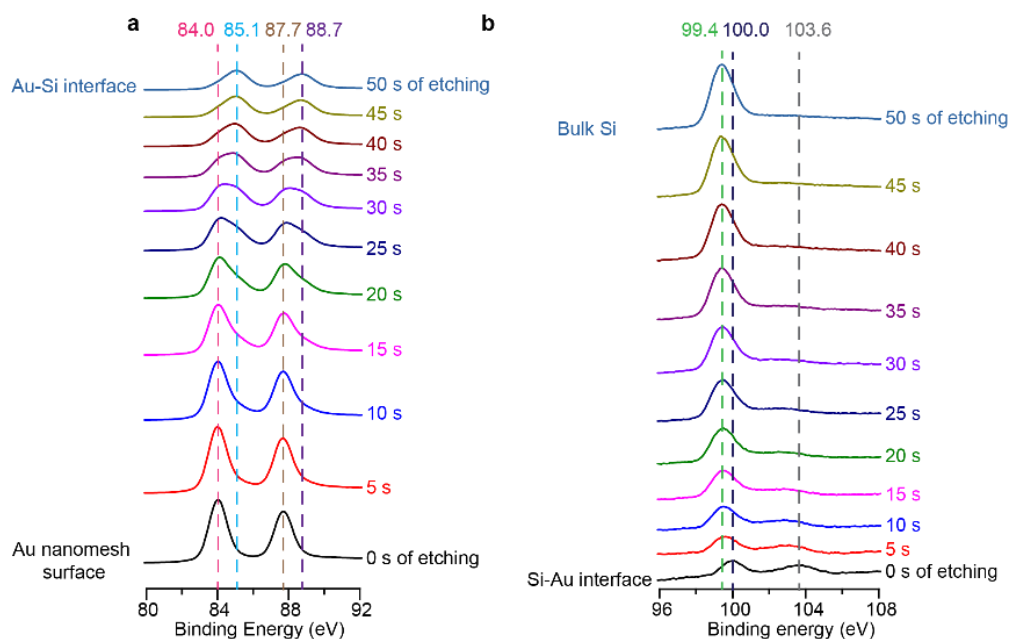 a
84.0 85.1 87.7 88.7
Au-Si interface
50 s of etching
45 s
40 s
35 s
30 s
25 s
20 s
15 s
10 s
5 s
Au nanomesh
surface
0 s of etching
80 84 88 92
Binding Energy (eV)
b
99.4 100.0 103.6
Bulk Si
50 s of etching
45 s
40 s
35 s
30 s
25 s
20 s
15 s
10 s
5 s
0 s of etching
Si-Au interface
96 100 104 108
Binding energy (eV)